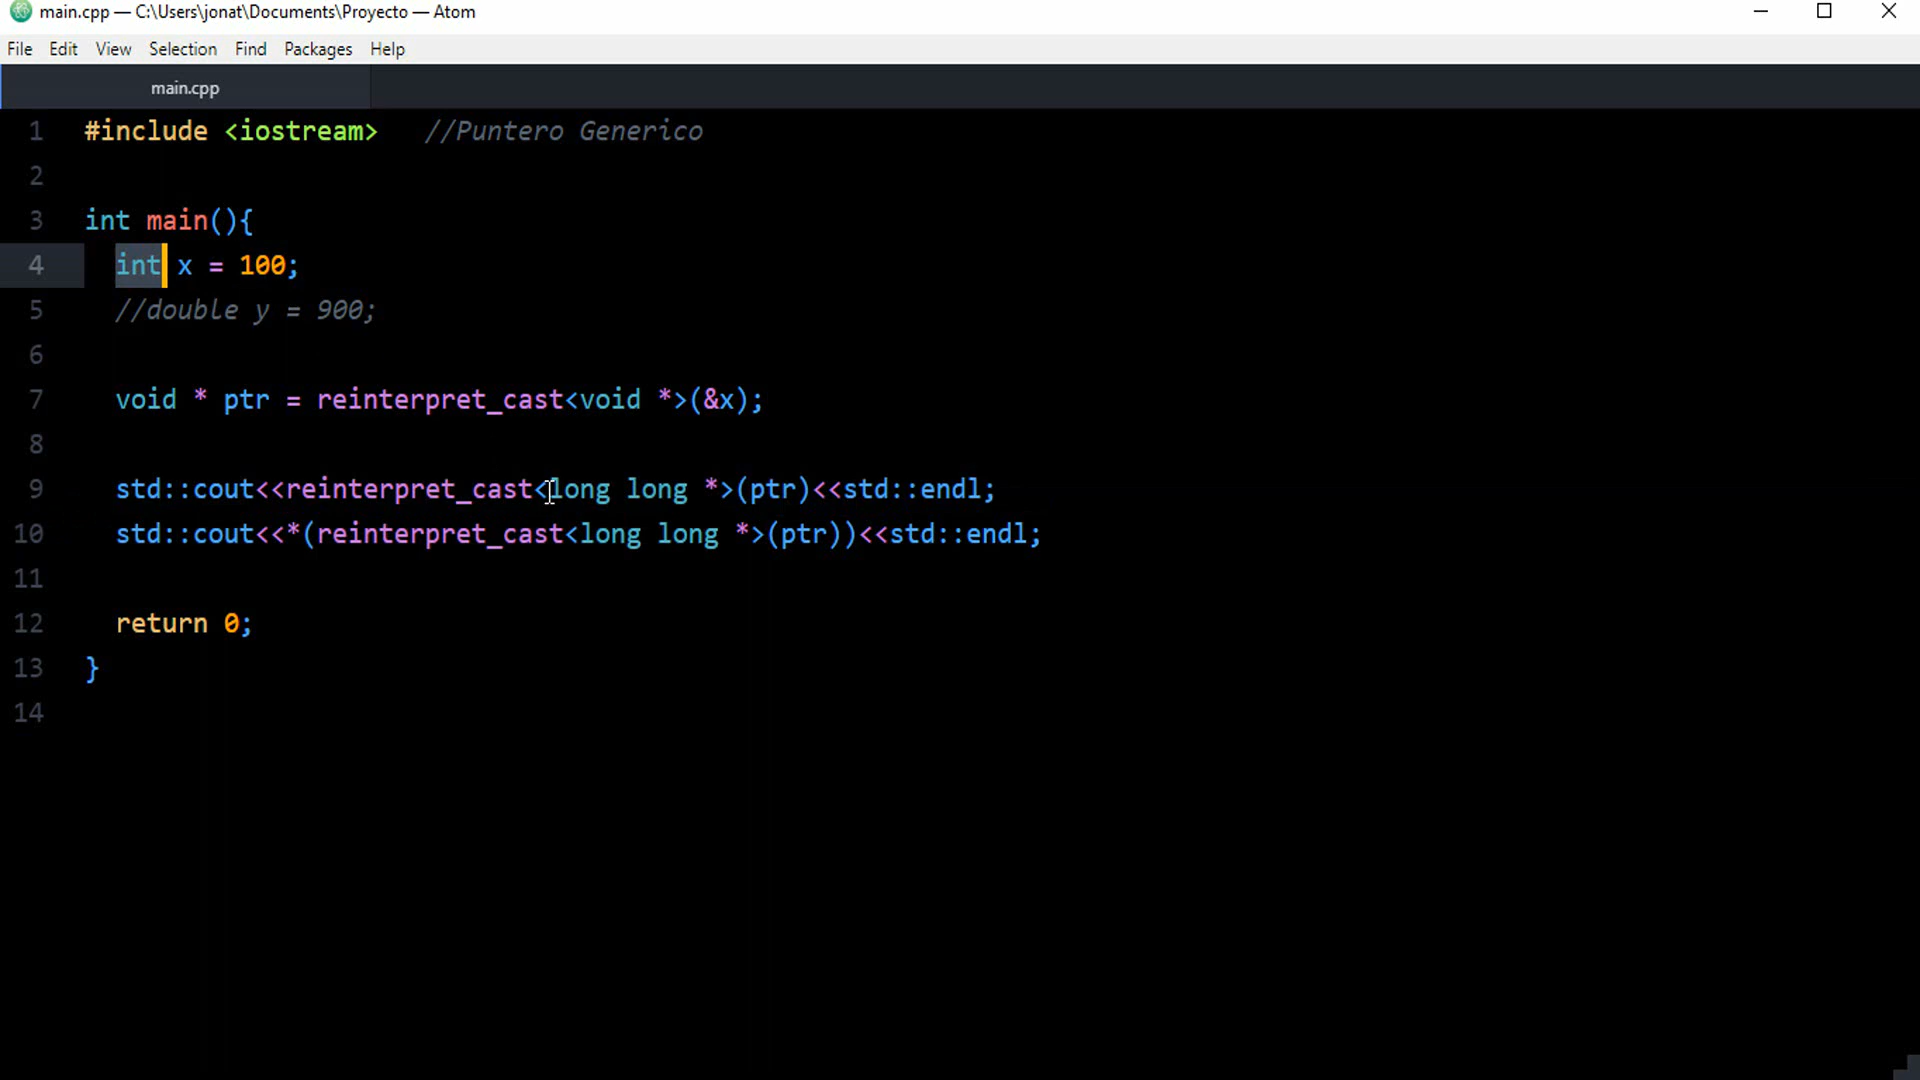 main.cpp — C:\Users\jonat\Documents\Proyecto — Atom
File Edit View Selection Find Packages Help
main.cpp
1 #include <iostream> //Puntero Generico
2
3 int main(){
4 int x = 100;
5 //double y = 900;
6
7 void * ptr = reinterpret_cast<void *>(&x);
8
9 std::cout<<reinterpret_cast<long long *>(ptr)<<std::endl;
10 std::cout<<*(reinterpret_cast<long long *>(ptr))<<std::endl;
11
12 return 0;
13 }
14